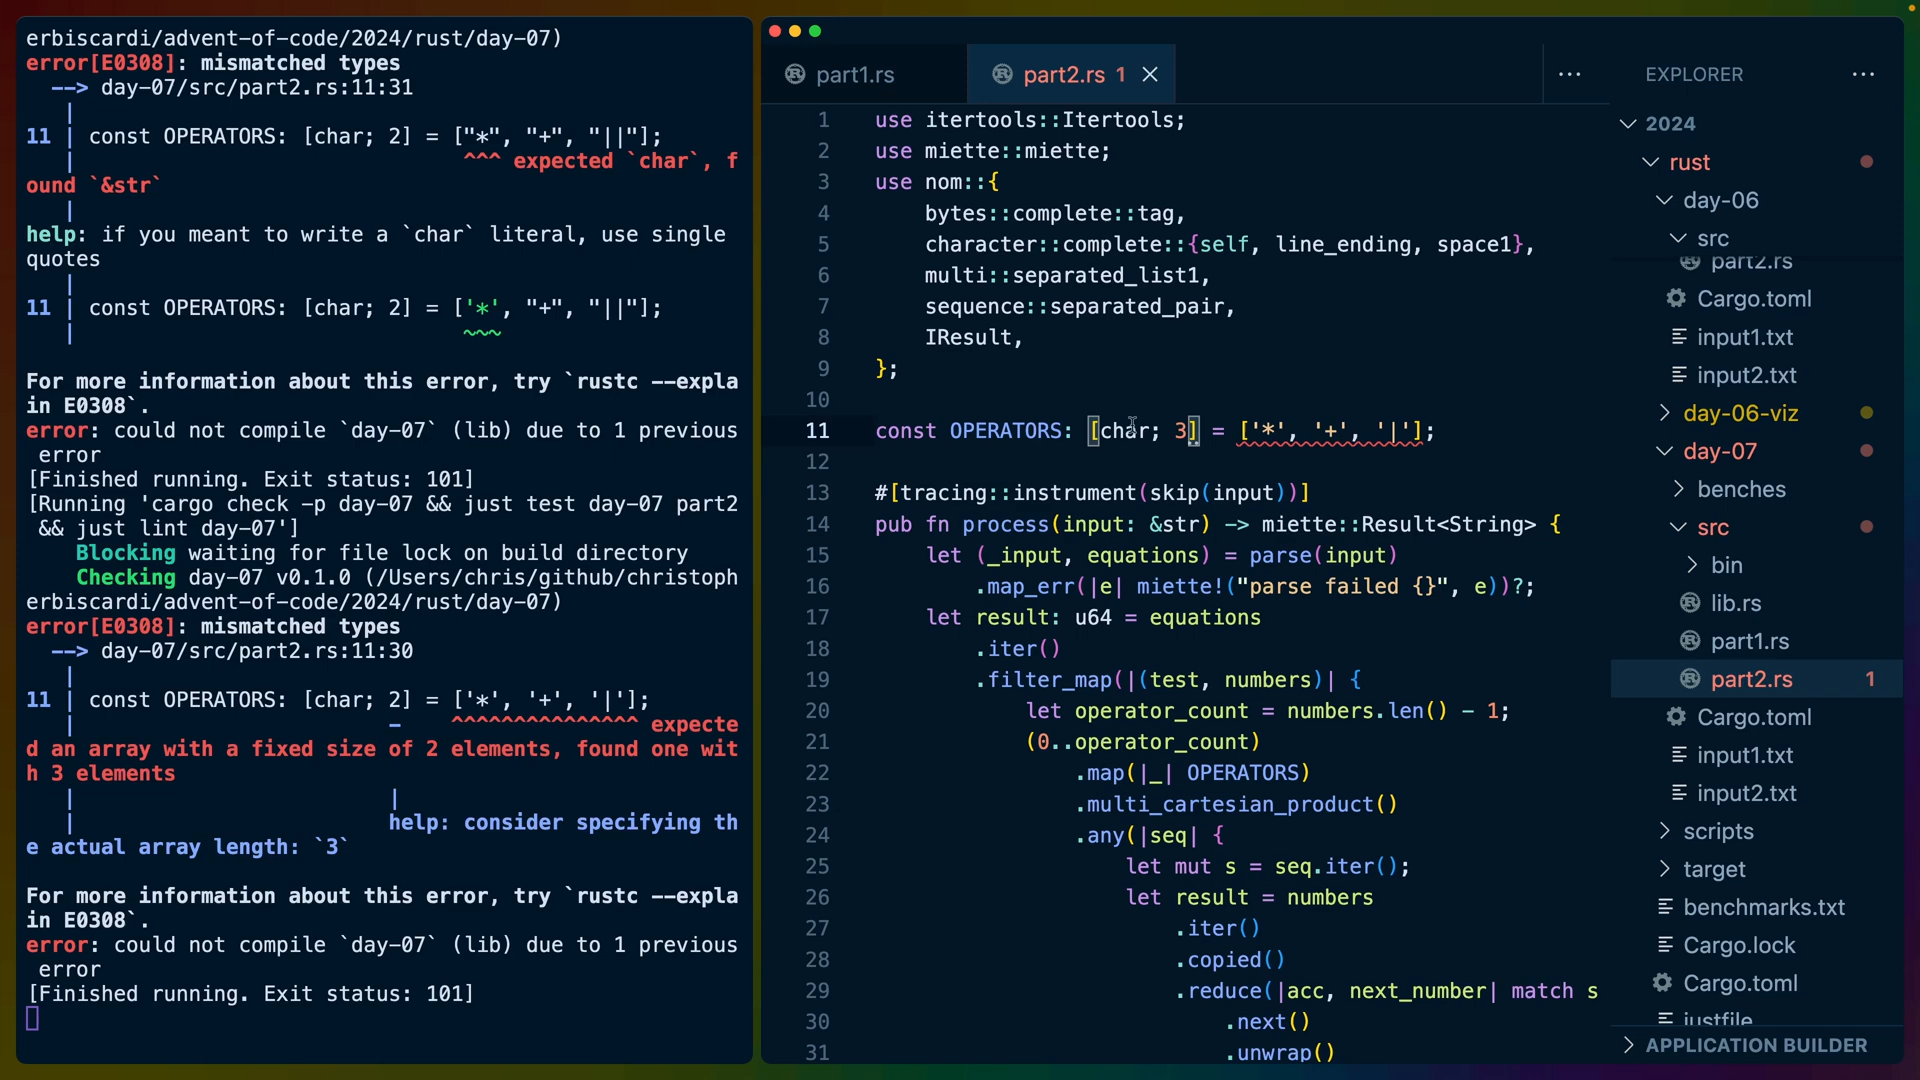 erbiscardi/advent-of-code/2024/rust/day-07)
error[E0308]: mismatched types
--> day-07/src/part2.rs:11:31
|
11 | const OPERATORS: [char; 2] = ["*", "+", "||"];
| ^^^ expected `char`, f
ound `&str`
|
help: if you meant to write a `char` literal, use single
quotes
|
11 | const OPERATORS: [char; 2] = ['*', "+", "||"];
| ~~~
For more information about this error, try `rustc --expla
in E0308`.
error: could not compile `day-07` (lib) due to 1 previous
error
[Finished running. Exit status: 101]
[Running 'cargo check -p day-07 && just test day-07 part2
&& just lint day-07']
Blocking waiting for file lock on build directory
Checking day-07 v0.1.0 (/Users/chris/github/christoph
erbiscardi/advent-of-code/2024/rust/day-07)
error[E0308]: mismatched types
--> day-07/src/part2.rs:11:30
|
11 | const OPERATORS: [char; 2] = ['*', '+', '|'];
| - ^^^^^^^^^^^^^^^ expecte
d an array with a fixed size of 2 elements, found one wit
h 3 elements
| |
| help: consider specifying th
e actual array length: `3`
For more information about this error, try `rustc --expla
in E0308`.
error: could not compile `day-07` (lib) due to 1 previous
error
[Finished running. Exit status: 101]
part1.rs
part2.rs 1
1 use itertools::Itertools;
2 use miette::miette;
3 use nom::{
4 bytes::complete::tag,
5 character::complete::{self, line_ending, space1},
6 multi::separated_list1,
7 sequence::separated_pair,
8 IResult,
9 };
10
11 const OPERATORS: [char; 3] = ['*', '+', '|'];
12
13 #[tracing::instrument(skip(input))]
14 pub fn process(input: &str) -> miette::Result<String> {
15 let (_input, equations) = parse(input)
16 .map_err(|e| miette!("parse failed {}", e))?;
17 let result: u64 = equations
18 .iter()
19 .filter_map(|(test, numbers)| {
20 let operator_count = numbers.len() - 1;
21 (0..operator_count)
22 .map(|_| OPERATORS)
23 .multi_cartesian_product()
24 .any(|seq| {
25 let mut s = seq.iter();
26 let result = numbers
27 .iter()
28 .copied()
29 .reduce(|acc, next_number| match s
30 .next()
31 .unwrap()
EXPLORER
2024
rust
day-06
src
part2.rs
Cargo.toml
input1.txt
input2.txt
day-06-viz
day-07
benches
src
bin
lib.rs
part1.rs
part2.rs 1
Cargo.toml
input1.txt
input2.txt
scripts
target
benchmarks.txt
Cargo.lock
Cargo.toml
justfile
APPLICATION BUILDER